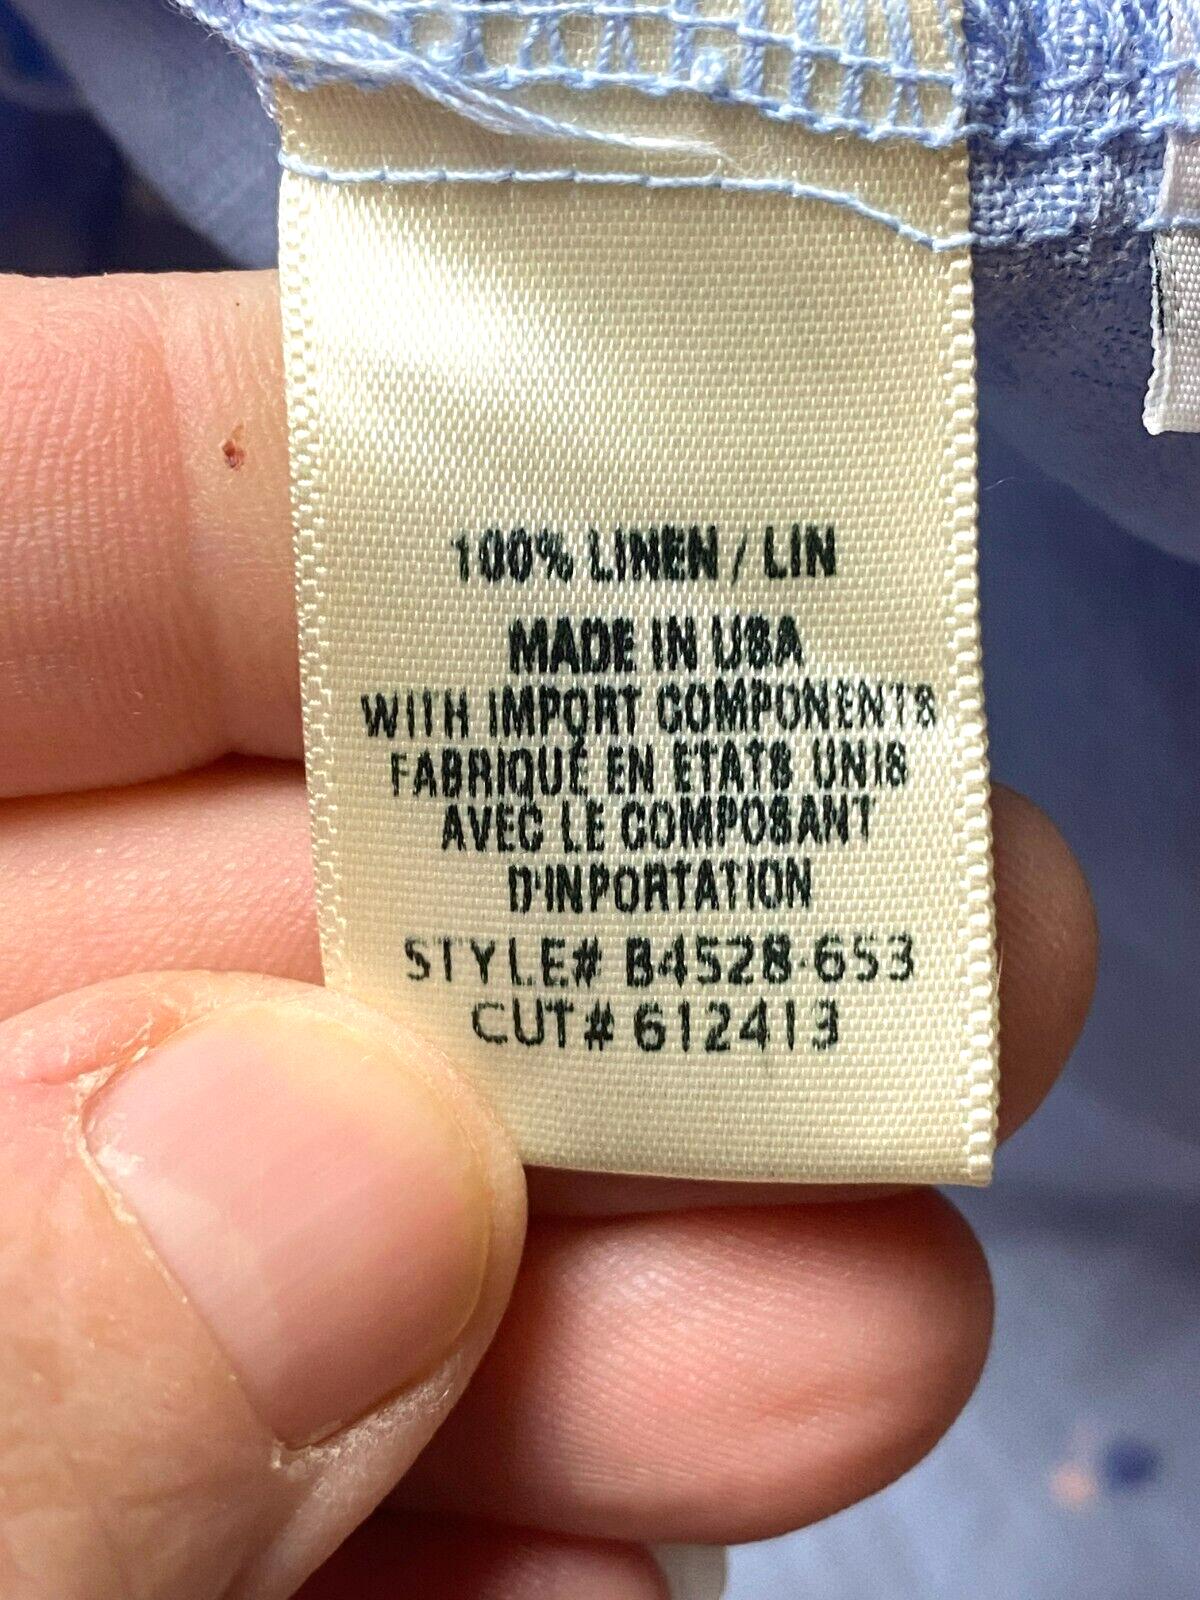 100% LINEN / LIN
MADE IN USA
WITH IMPORT COMPONENTS
FABRIQUÉ EN ETATS UNIS
AVEC LE COMPOSANT
D'INPORTATION
STYLE# B4528-653
CUT# 612413